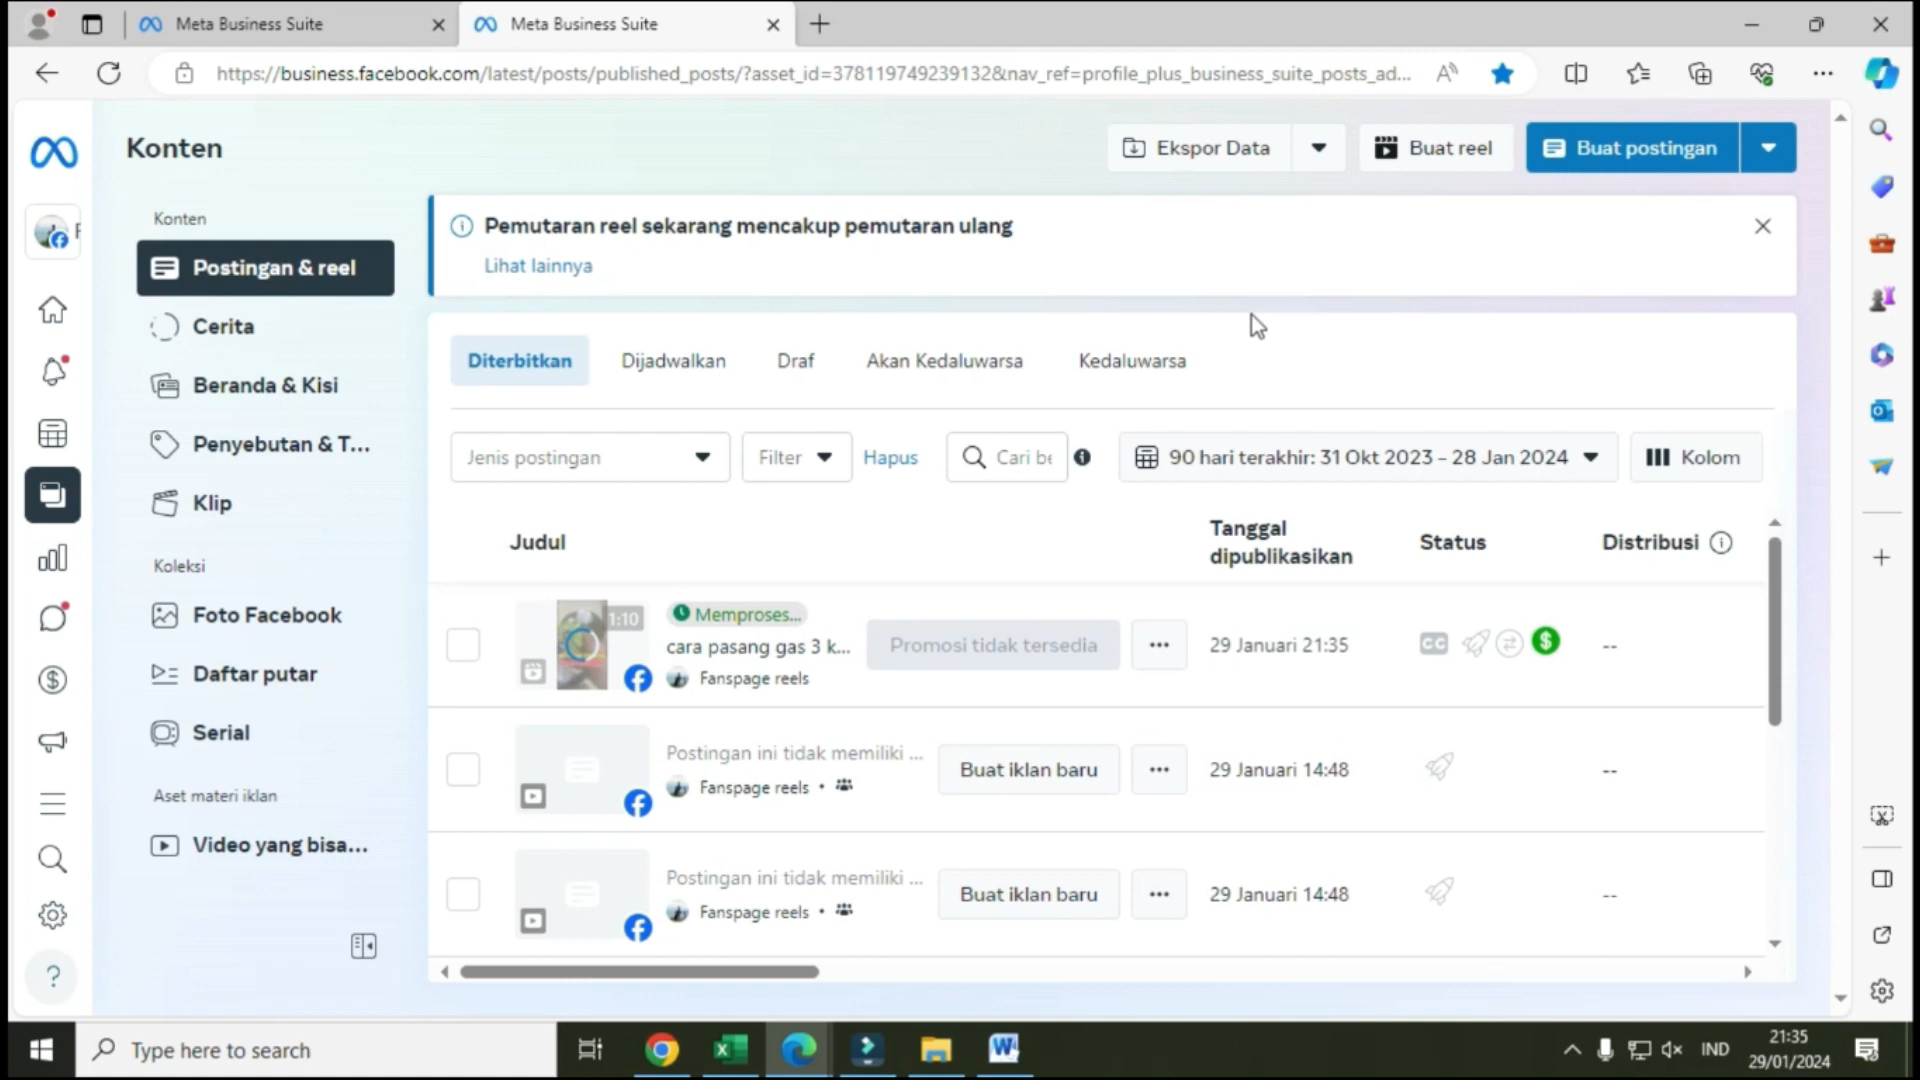 Meta Business Suite
Meta Business Suite
https://business.facebook.com/latest/posts/published_posts/?asset_id=378119749239132&nav_ref=profile_plus_business_suite_posts_ad...
Konten
Ekspor Data
Buat reel
Buat postingan
Konten
Postingan & reel
Cerita
Beranda & Kisi
Penyebutan & T...
Klip
Koleksi
Foto Facebook
Daftar putar
Serial
Aset materi iklan
Video yang bisa...
Pemutaran reel sekarang mencakup pemutaran ulang
Lihat lainnya
Diterbitkan
Dijadwalkan
Draf
Akan Kedaluwarsa
Kedaluwarsa
Jenis postingan
Filter
Hapus
Cari be
90 hari terakhir: 31 Okt 2023 – 28 Jan 2024
Kolom
Judul
Tanggal
dipublikasikan
Status
Distribusi
1:10
Memproses...
cara pasang gas 3 k...
Fanspage reels
Promosi tidak tersedia
29 Januari 21:35
CC
--
Postingan ini tidak memiliki ...
Fanspage reels •
Buat iklan baru
29 Januari 14:48
--
Postingan ini tidak memiliki ...
Fanspage reels •
Buat iklan baru
29 Januari 14:48
--
Type here to search
IND
21:35
29/01/2024